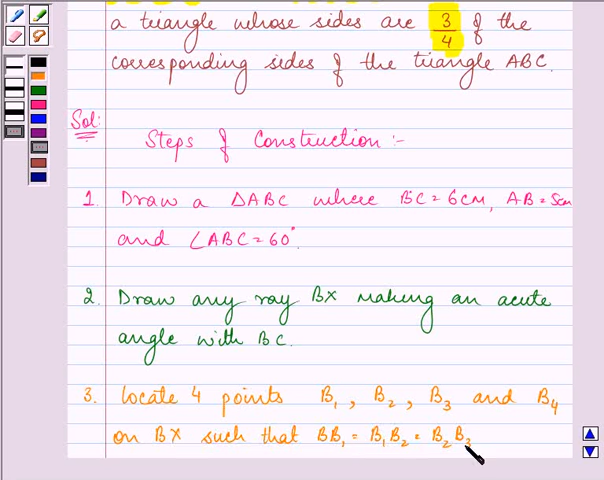 a triangle whose sides are 3/4 of the
corresponding sides of the triangle ABC.
Sol:
Steps of Construction :-
1. Draw a △ABC where BC = 6cm, AB = 5cm
and ∠ABC = 60°.
2. Draw any ray BX making an acute
angle with BC.
3. Locate 4 points B₁, B₂, B₃ and B₄
on BX such that BB₁ = B₁B₂ = B₂B₃